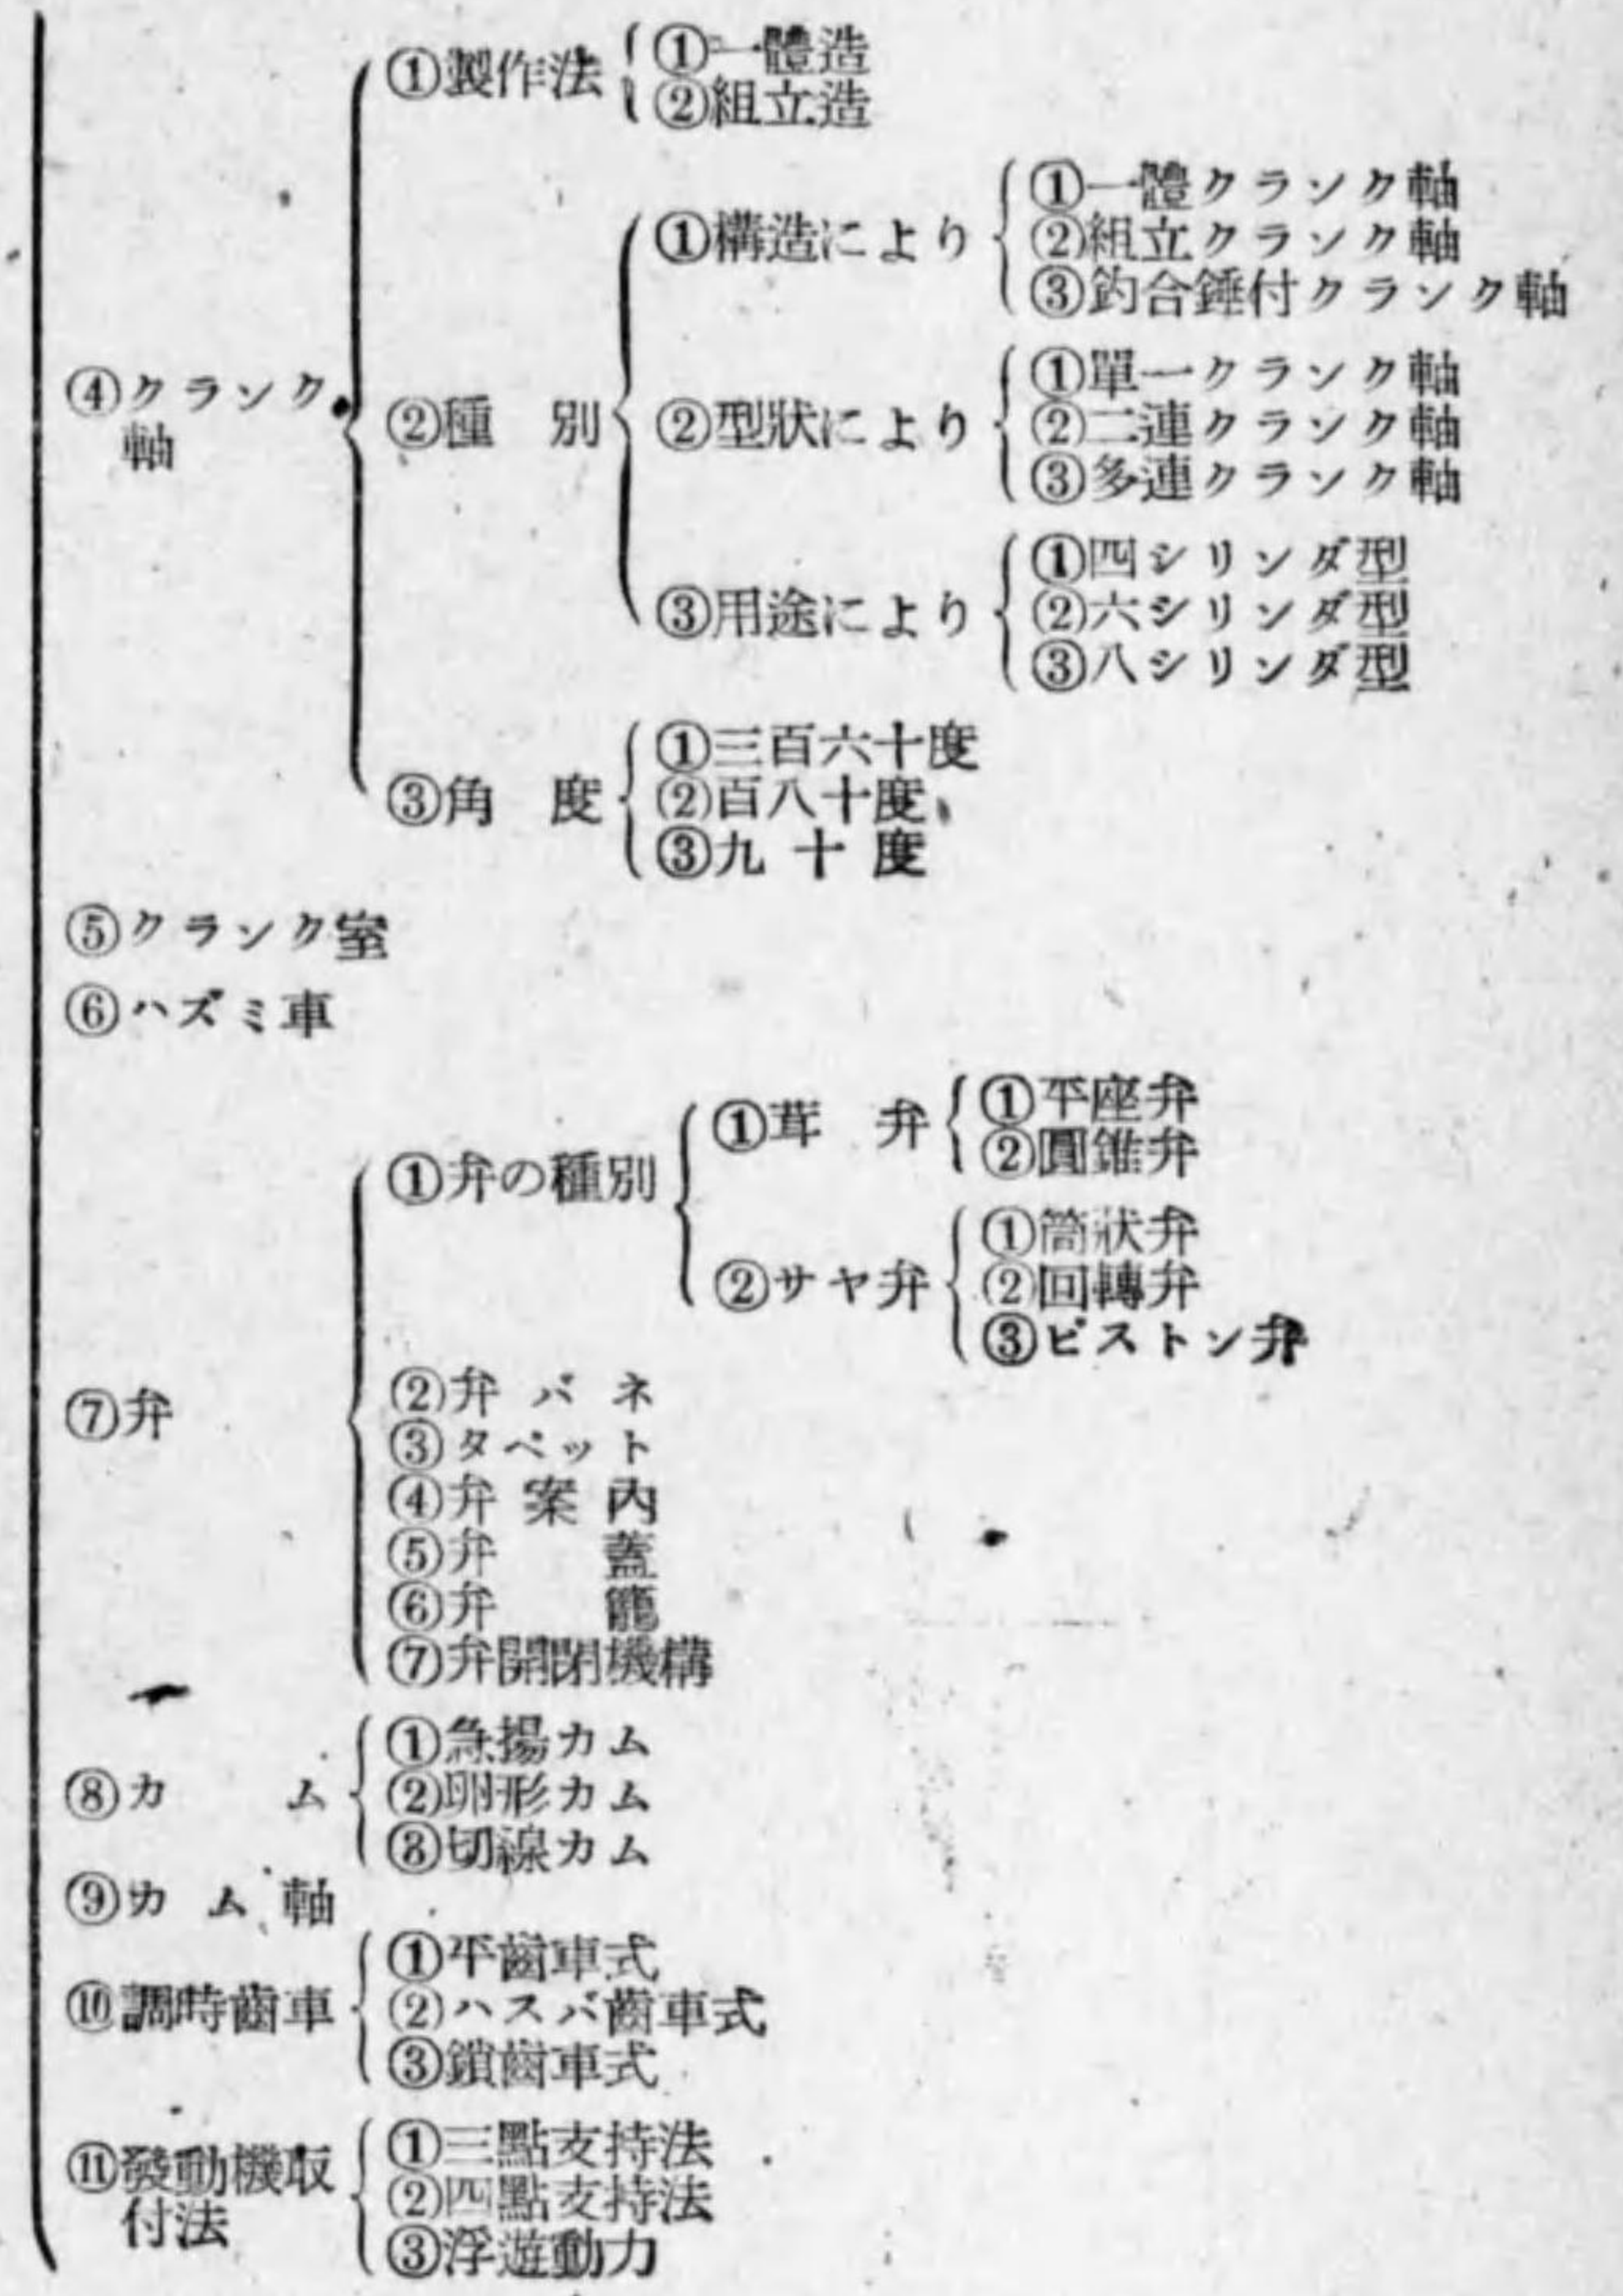 ④クランク軸
①製作法
①一體造
②組立造
②種　別
①構造により
①一體クランク軸
②組立クランク軸
③釣合錘付クランク軸
②型狀により
①單一クランク軸
②二連クランク軸
③多連クランク軸
③用途により
①四シリンダ型
②六シリンダ型
③八シリンダ型
③角　度
①三百六十度
②百八十度
③九十度
⑤クランク室
⑥ハズミ車
⑦弁
①弁の種別
①茸　弁
①平座弁
②圓錐弁
②サヤ弁
①筒狀弁
②回轉弁
③ピストン弁
②弁バネ
③タペット
④弁案內
⑤弁　蓋
⑥弁　籠
⑦弁開閉機構
⑧カ　ム
①急揚カム
②卵形カム
③切線カム
⑨カム軸
⑩調時齒車
①平齒車式
②ハスバ齒車式
③鎖齒車式
⑪發動機取付法
①三點支持法
②四點支持法
③浮遊動力